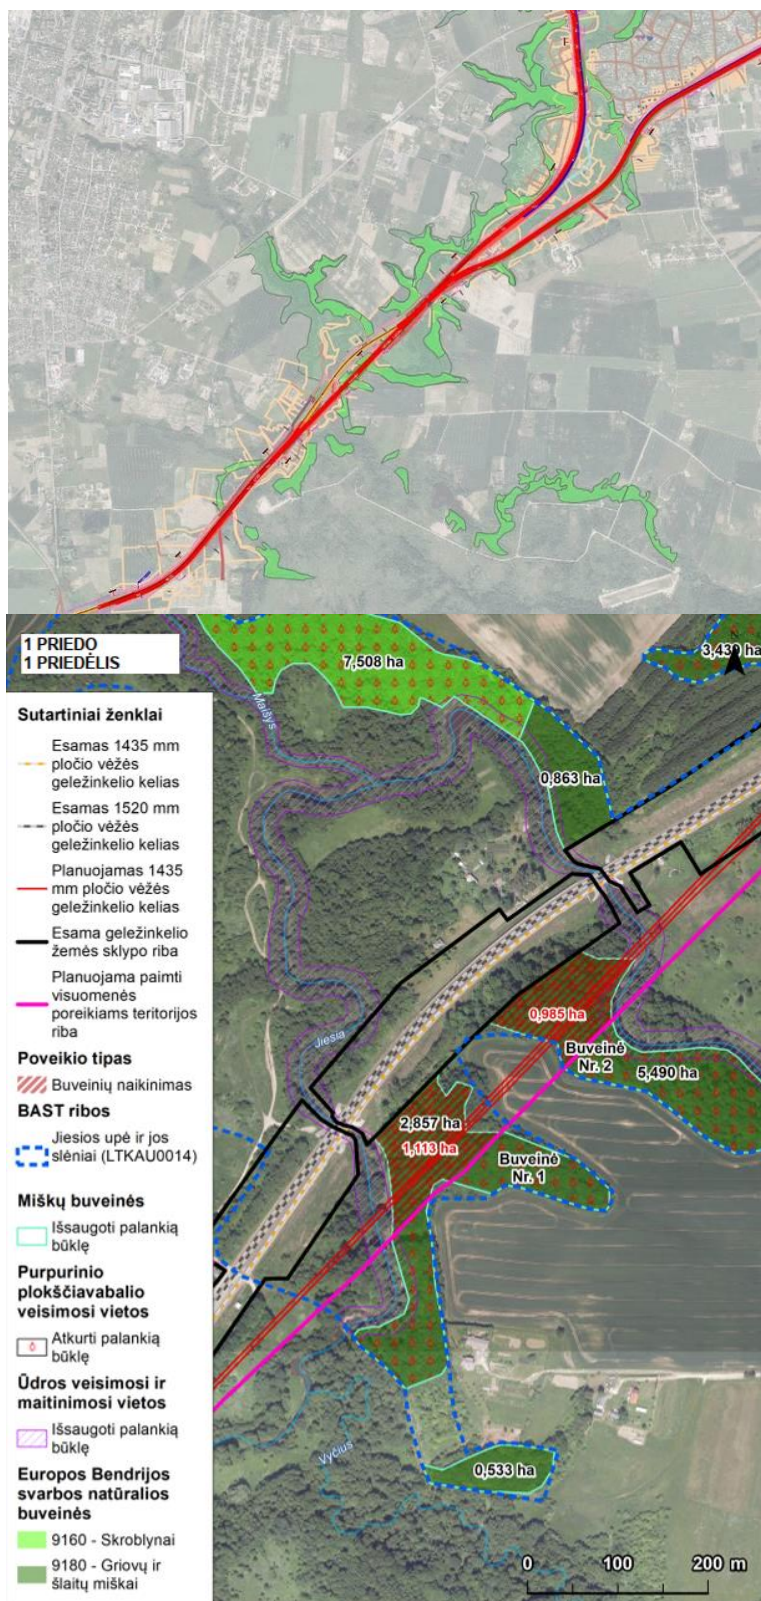 1 PRIEDO
1 PRIEDĖLIS
Sutartiniai ženklai
Esamas 1435 mm
pločio vėžės
geležinkelio kelias
Esamas 1520 mm
pločio vėžės
geležinkelio kelias
Planuojamas 1435
mm pločio vėžės
geležinkelio kelias
Esama geležinkelio
žemės sklypo riba
Planuojama paimti
visuomenės
poreikiams teritorijos
riba
Poveikio tipas
Buveinių naikinimas
BAST ribos
Jiesios upė ir jos
slėniai (LTKAU0014)
Miškų buveinės
Išsaugoti palankią
būklę
Purpurinio
plokščiavabalio
veisimosi vietos
Atkurti palankią
būklę
Ūdros veisimosi ir
maitinimosi vietos
Išsaugoti palankią
būklę
Europos Bendrijos
svarbos natūralios
buveinės
9160 - Skroblynai
9180 - Griovų ir
šlaitų miškai
7,508 ha
3,430 ha
N
Maišys
0,863 ha
0,985 ha
Buveinė
Nr. 2
5,490 ha
Jiesia
2,857 ha
1,113 ha
Buveinė
Nr. 1
Vyčius
0,533 ha
0 100 200 m